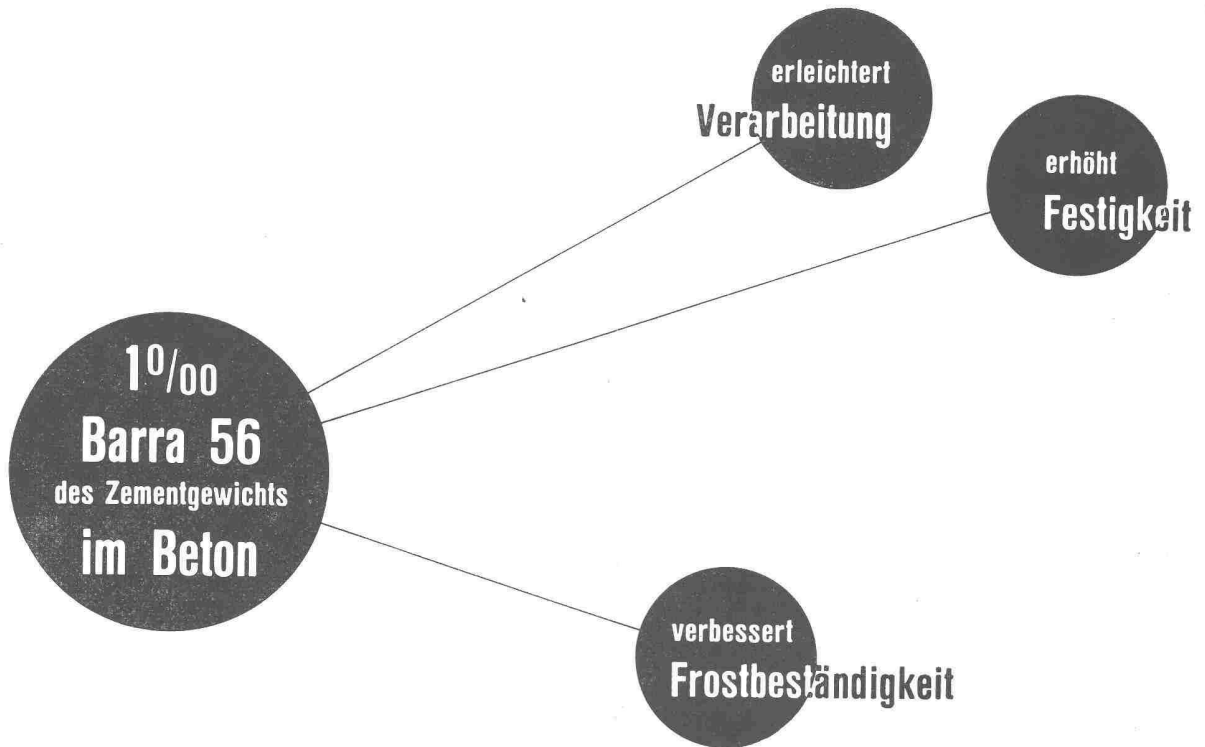 erleichtert
Verarbeitung
erhöht
Festigkeit
1⁰/₀₀
Barra 56
des Zementgewichts
im Beton
verbessert
Frostbeständigkeit